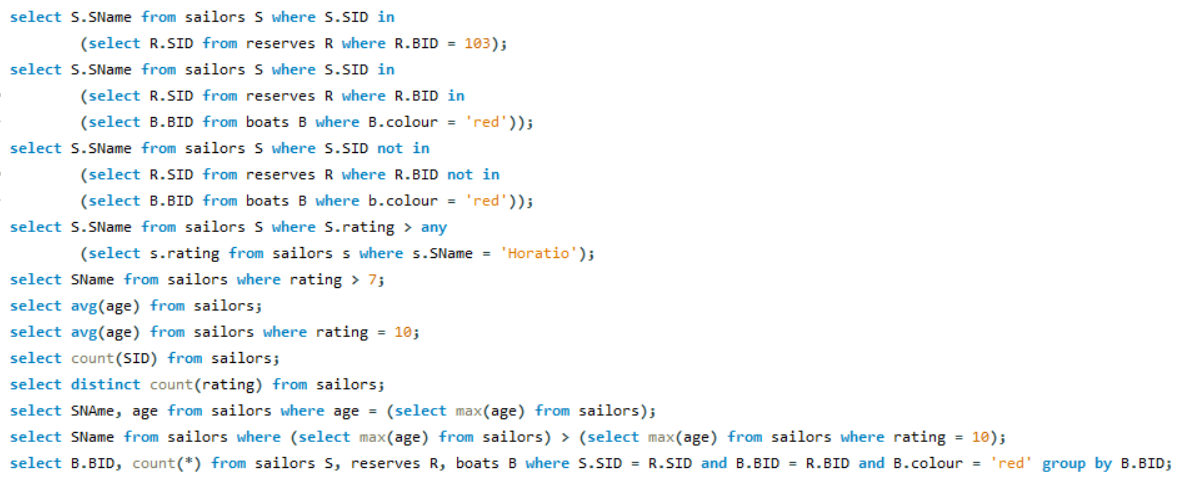 select S.SName from sailors S where S.SID in
(select R.SID from reserves R where R.BID = 103);
select S.SName from sailors S where S.SID in
(select R.SID from reserves R where R.BID in
(select B.BID from boats B where B.colour = 'red'));
select S.SName from sailors S where S.SID not in
(select R.SID from reserves R where R.BID not in
(select B.BID from boats B where b.colour = 'red'));
select S.SName from sailors S where S.rating > any
(select s.rating from sailors s where s.SName = 'Horatio');
select SName from sailors where rating > 7;
select avg(age) from sailors;
select avg(age) from sailors where rating = 10;
select count(SID) from sailors;
select distinct count(rating) from sailors;
select SNAme, age from sailors where age = (select max(age) from sailors);
select SName from sailors where (select max(age) from sailors) > (select max(age) from sailors where rating = 10);
select B.BID, count(*) from sailors S, reserves R, boats B where S.SID = R.SID and B.BID = R.BID and B.colour = 'red' group by B.BID;